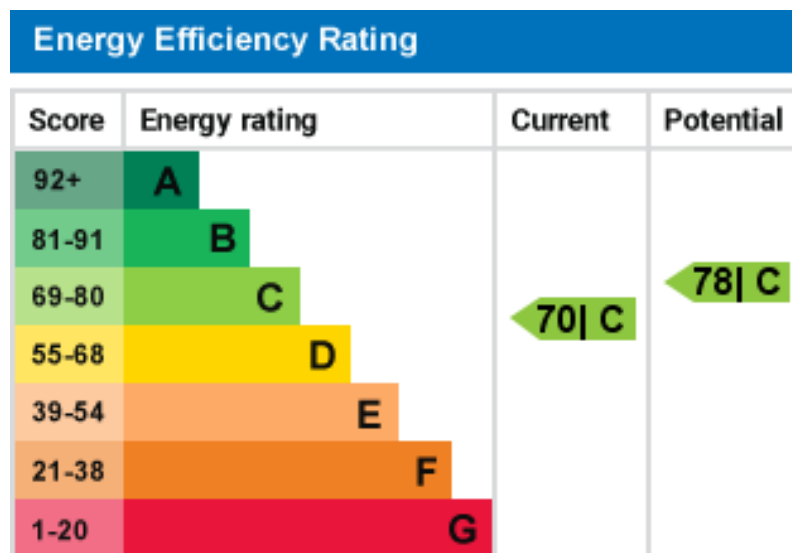 Energy Efficiency Rating
Score Energy rating Current Potential
92+ A
81-91 B
69-80 C 70| C 78| C
55-68 D
39-54 E
21-38 F
1-20 G